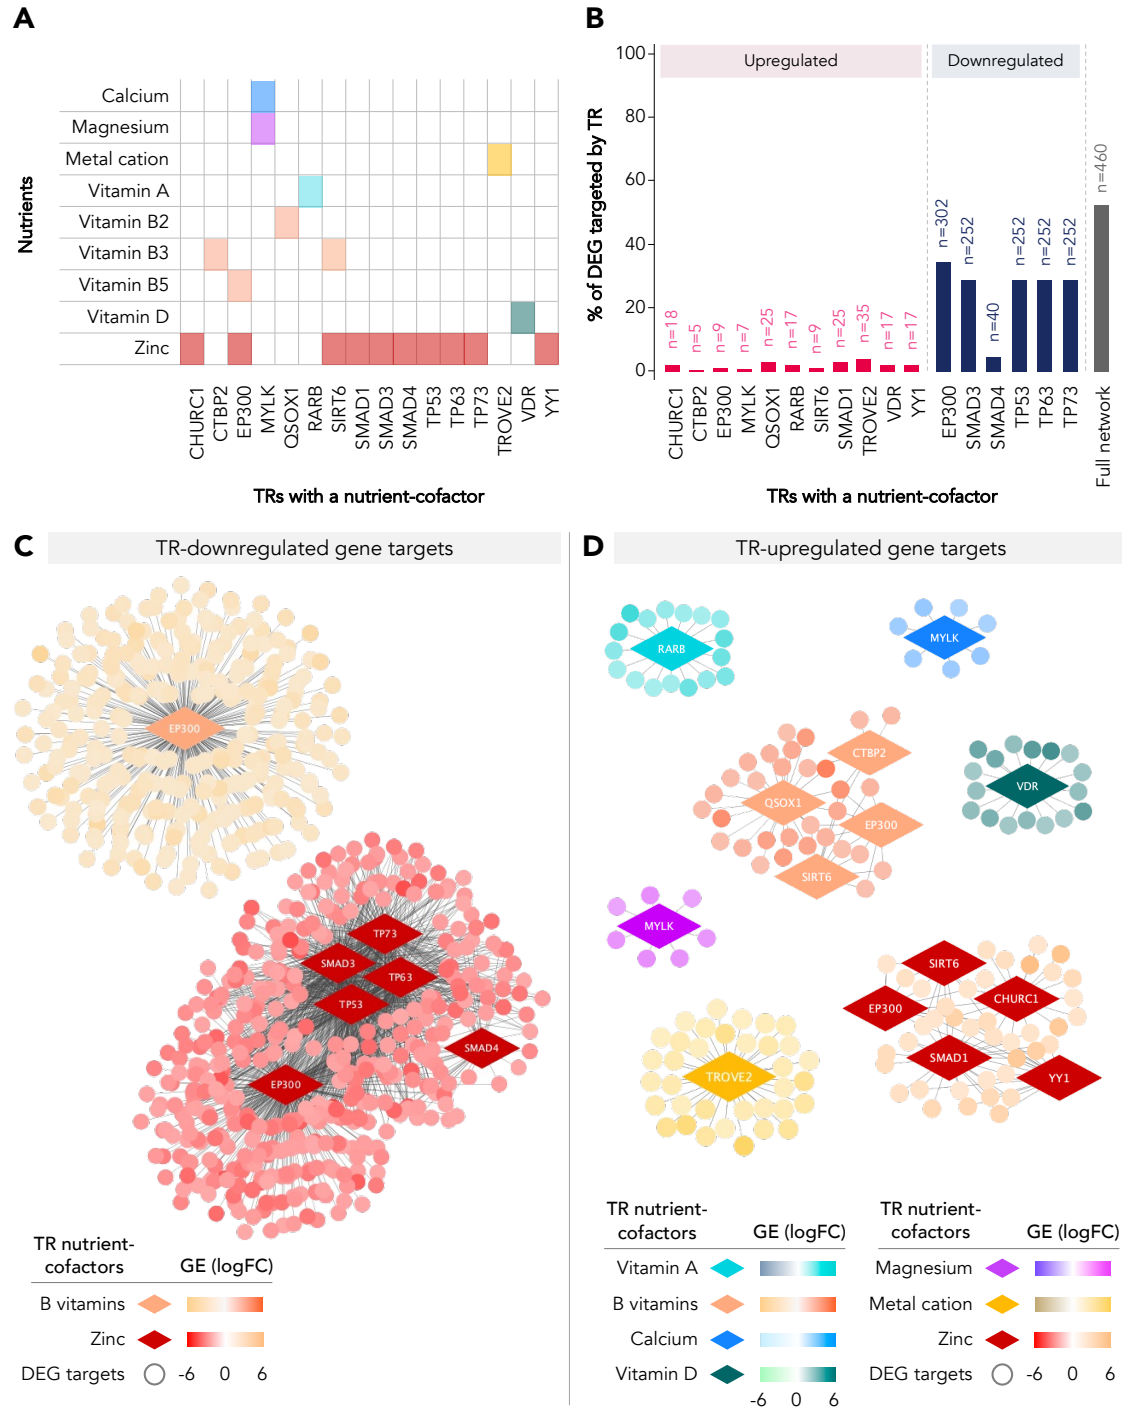 A
Nutrients
Calcium
Magnesium
Metal cation
Vitamin A
Vitamin B2
Vitamin B3
Vitamin B5
Vitamin D
Zinc
CHURC1
CTBP2
EP300
MYLK
QSOX1
RARB
SIRT6
SMAD1
SMAD3
SMAD4
TP53
TP63
TP73
TROVE2
VDR
YY1
TRs with a nutrient-cofactor
B
% of DEG targeted by TR
100
80
60
40
20
0
Upregulated
Downregulated
n=18
n=5
n=9
n=7
n=25
n=17
n=9
n=25
n=35
n=17
n=17
n=302
n=252
n=40
n=252
n=252
n=252
n=460
CHURC1
CTBP2
EP300
MYLK
QSOX1
RARB
SIRT6
SMAD1
TROVE2
VDR
YY1
EP300
SMAD3
SMAD4
TP53
TP63
TP73
Full network
TRs with a nutrient-cofactor
C
TR-downregulated gene targets
EP300
TP73
SMAD3
TP63
TP53
SMAD4
EP300
TR nutrient-
cofactors
GE (logFC)
B vitamins
Zinc
DEG targets
-6 0 6
D
TR-upregulated gene targets
RARB
MYLK
CTBP2
QSOX1
EP300
SIRT6
VDR
MYLK
SIRT6
EP300
CHURC1
SMAD1
YY1
TROVE2
TR nutrient-
cofactors
GE (logFC)
Vitamin A
B vitamins
Calcium
Vitamin D
-6 0 6
TR nutrient-
cofactors
GE (logFC)
Magnesium
Metal cation
Zinc
DEG targets
-6 0 6